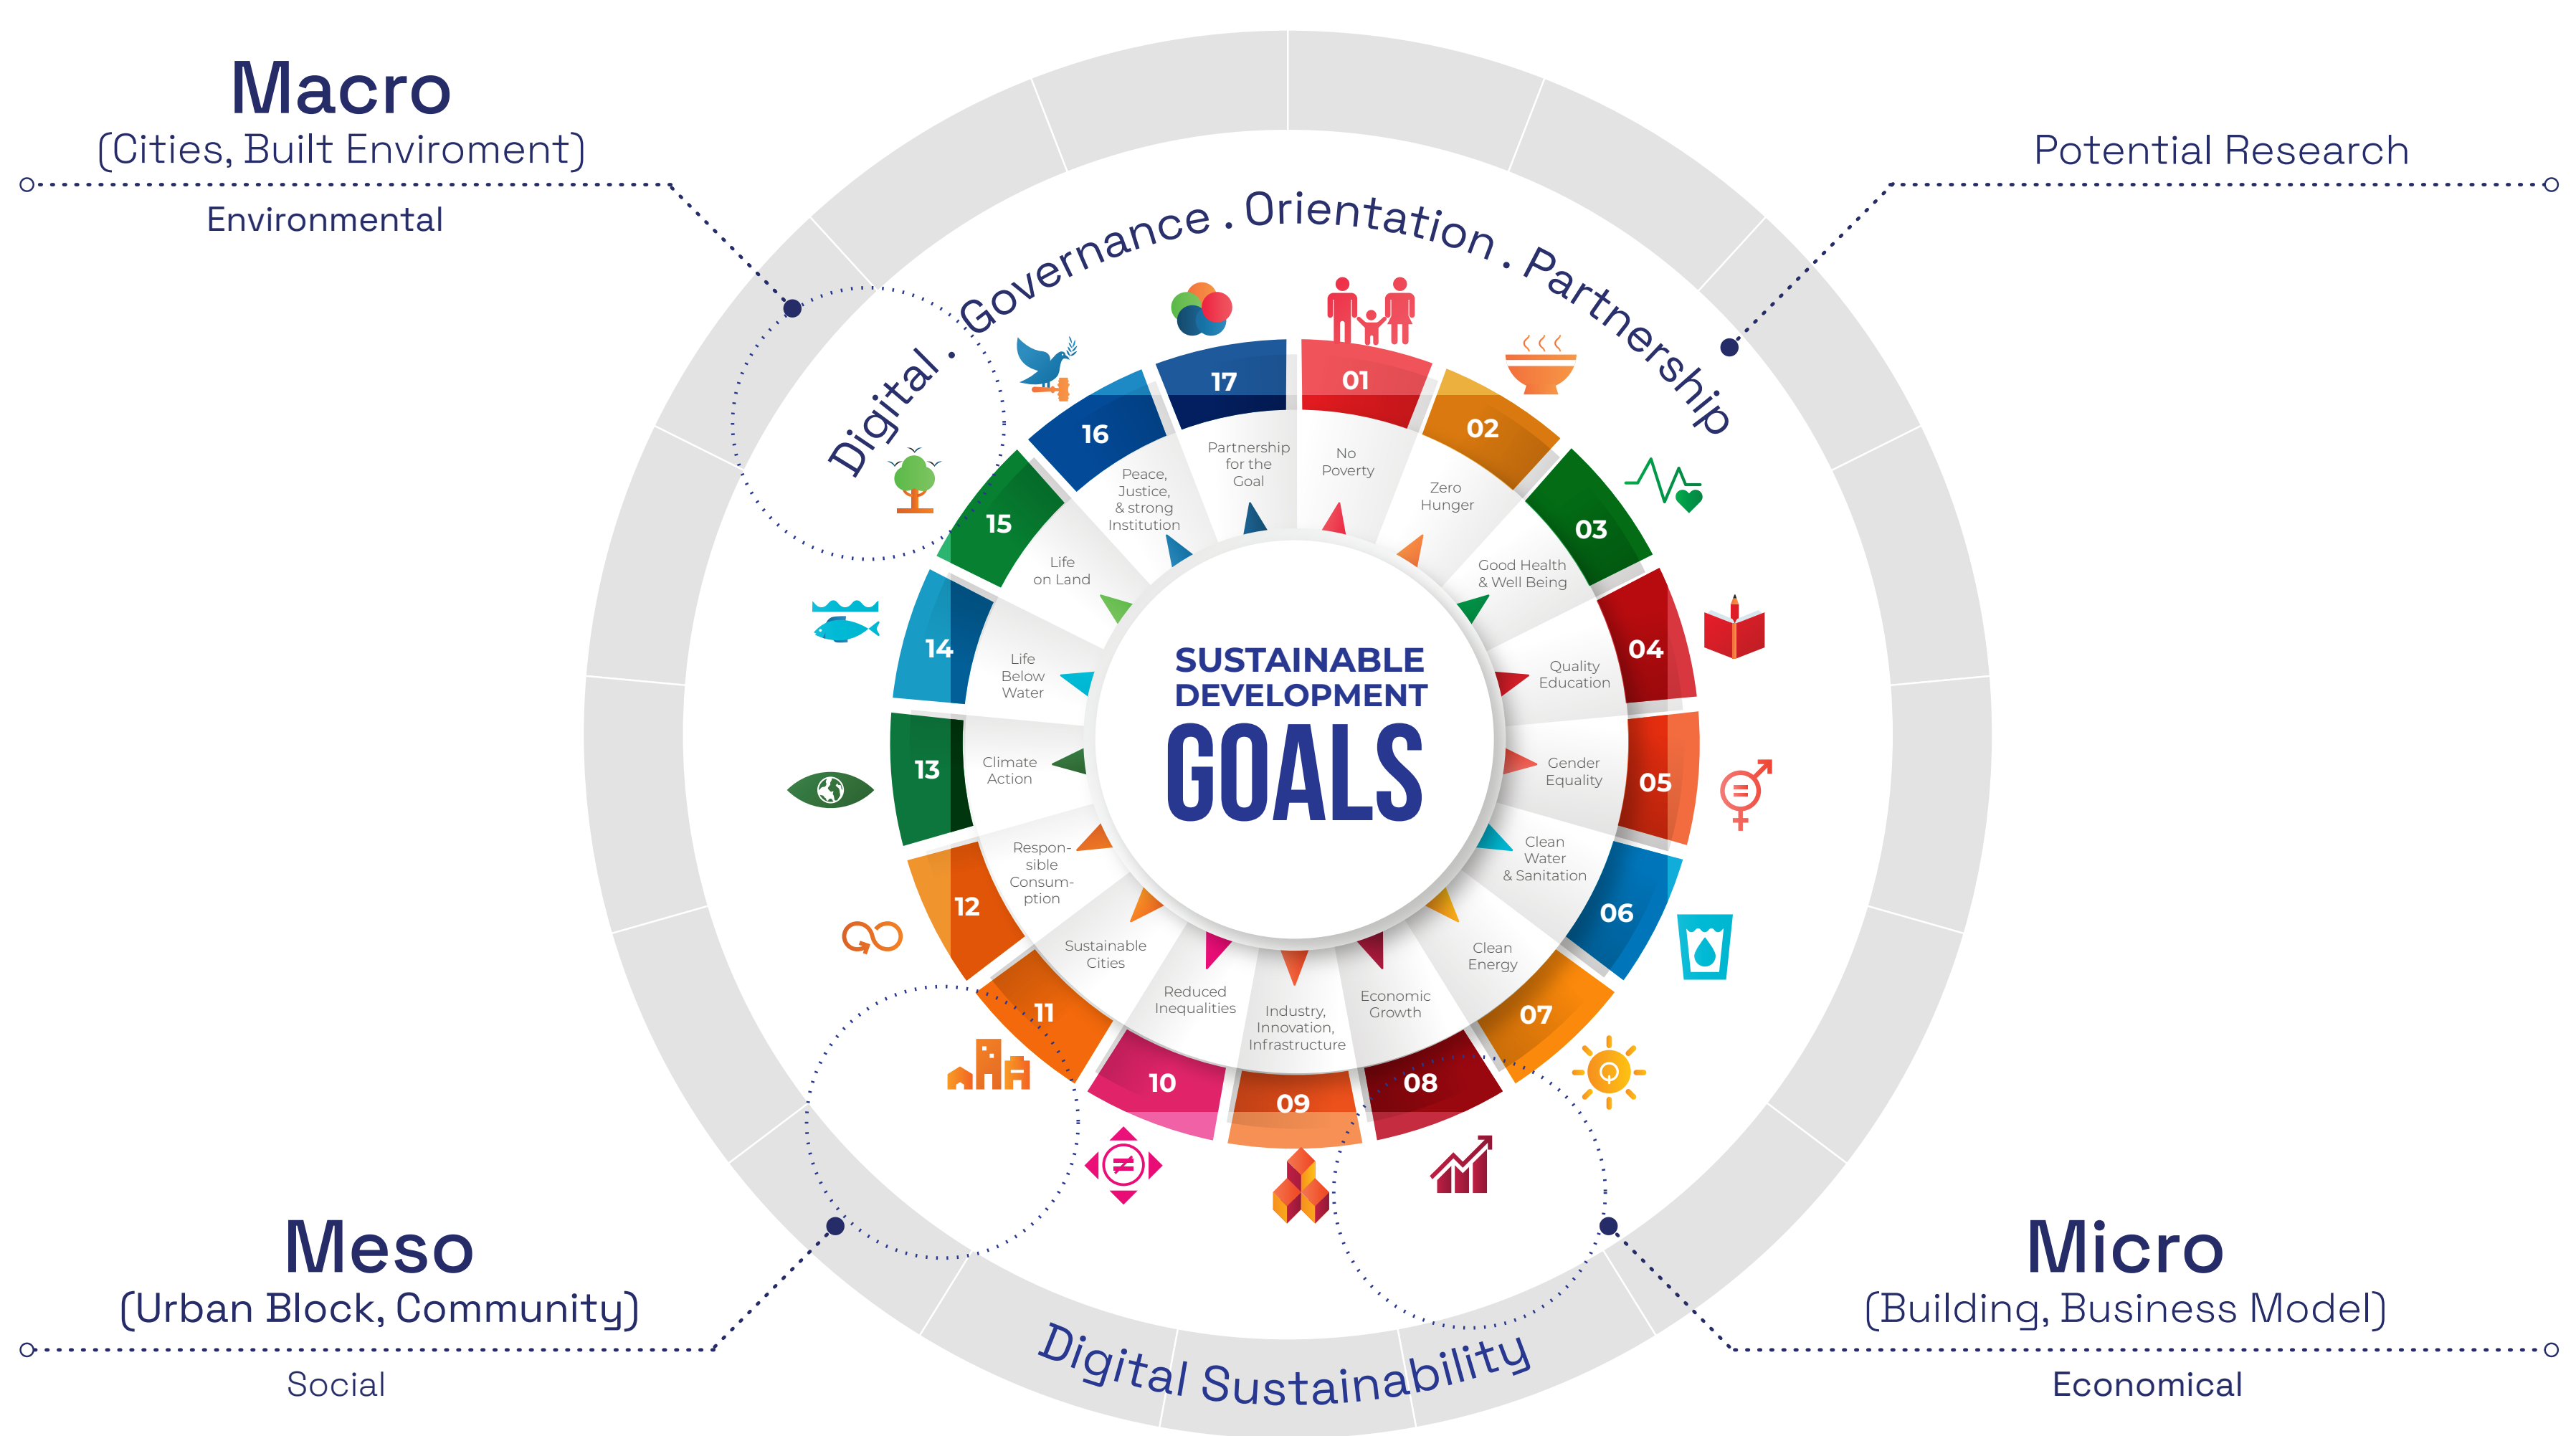 Macro
(Cities, Built Enviroment)
Environmental
Potential Research
Digital . Governance . Orientation . Partnership
01
No
Poverty
02
Zero
Hunger
03
Good Health
& Well Being
04
Quality
Education
05
Gender
Equality
06
Clean
Water
& Sanitation
07
Clean
Energy
08
Economic
Growth
09
Industry,
Innovation,
Infrastructure
10
Reduced
Inequalities
11
Sustainable
Cities
12
Respon-
sible
Consum-
ption
13
Climate
Action
14
Life
Below
Water
15
Life
on Land
16
Peace,
Justice,
& strong
Institution
17
Partnership
for the
Goal
SUSTAINABLE
DEVELOPMENT
GOALS
Meso
(Urban Block, Community)
Social
Micro
(Building, Business Model)
Economical
Digital Sustainability